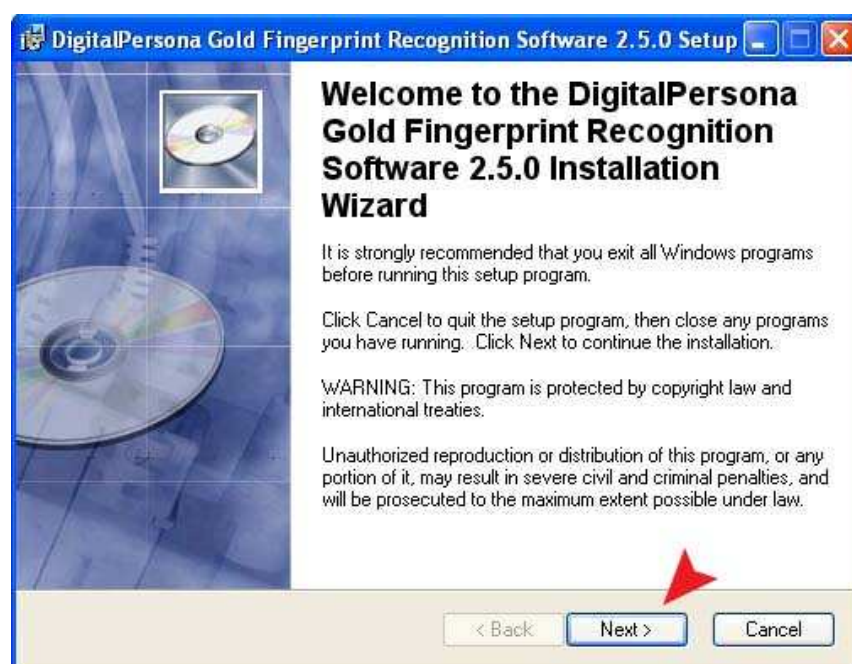 DigitalPersona Gold Fingerprint Recognition Software 2.5.0 Setup
Welcome to the DigitalPersona
Gold Fingerprint Recognition
Software 2.5.0 Installation
Wizard
It is strongly recommended that you exit all Windows programs
before running this setup program.
Click Cancel to quit the setup program, then close any programs
you have running. Click Next to continue the installation.
WARNING: This program is protected by copyright law and
international treaties.
Unauthorized reproduction or distribution of this program, or any
portion of it, may result in severe civil and criminal penalties, and
will be prosecuted to the maximum extent possible under law.
< Back Next > Cancel